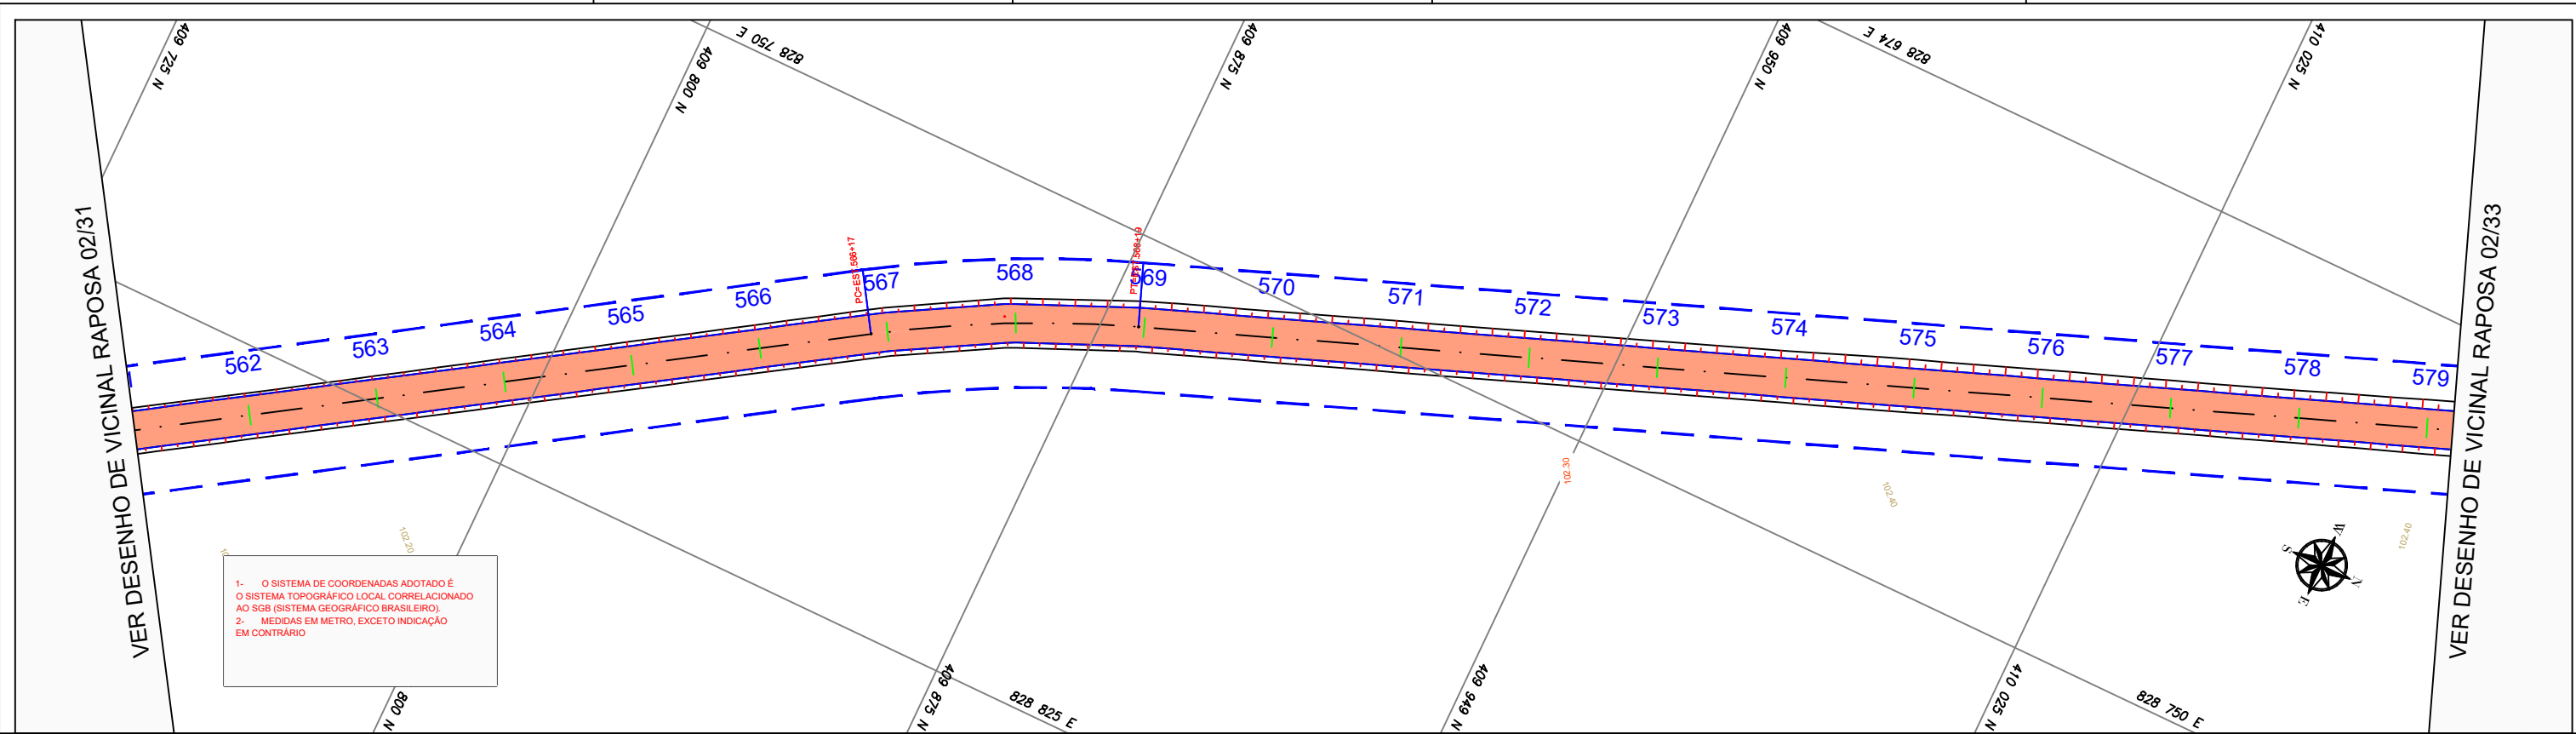 409 725 N
409 800 N
828 750 E
409 875 N
409 950 N
828 674 E
410 025 N
VER DESENHO DE VICINAL RAPOSA 02/31
VER DESENHO DE VICINAL RAPOSA 02/33
PC=EST.566+17
562
563
564
565
566
567
568
569
570
571
572
573
574
575
576
577
578
579
102.20
102.30
102.40
102.40
1- O SISTEMA DE COORDENADAS ADOTADO É
O SISTEMA TOPOGRÁFICO LOCAL CORRELACIONADO
AO SGB (SISTEMA GEOGRÁFICO BRASILEIRO).
2- MEDIDAS EM METRO, EXCETO INDICAÇÃO
EM CONTRÁRIO
W
S
N
E
800 N
409 875 N
828 825 E
409 949 N
410 025 N
828 750 E